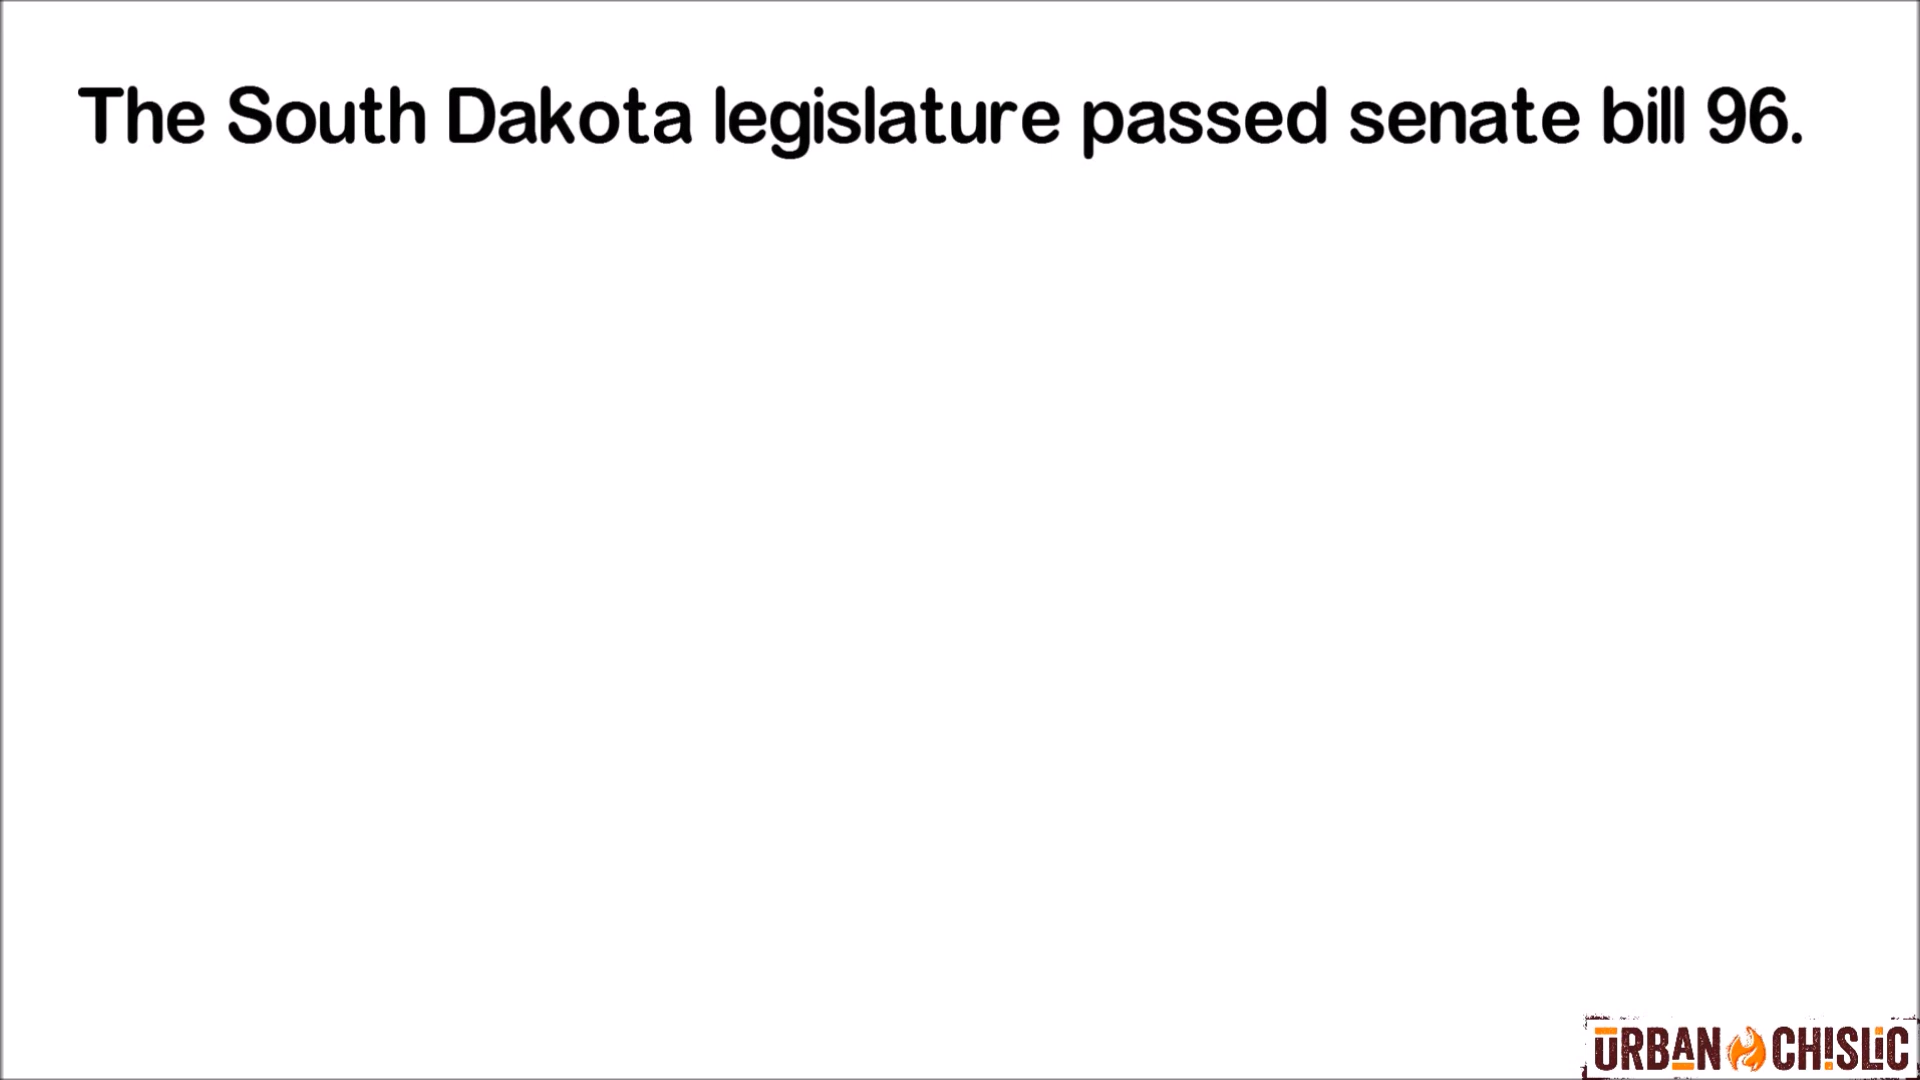 The South Dakota legislature passed senate bill 96.
URBAN CHISLIC